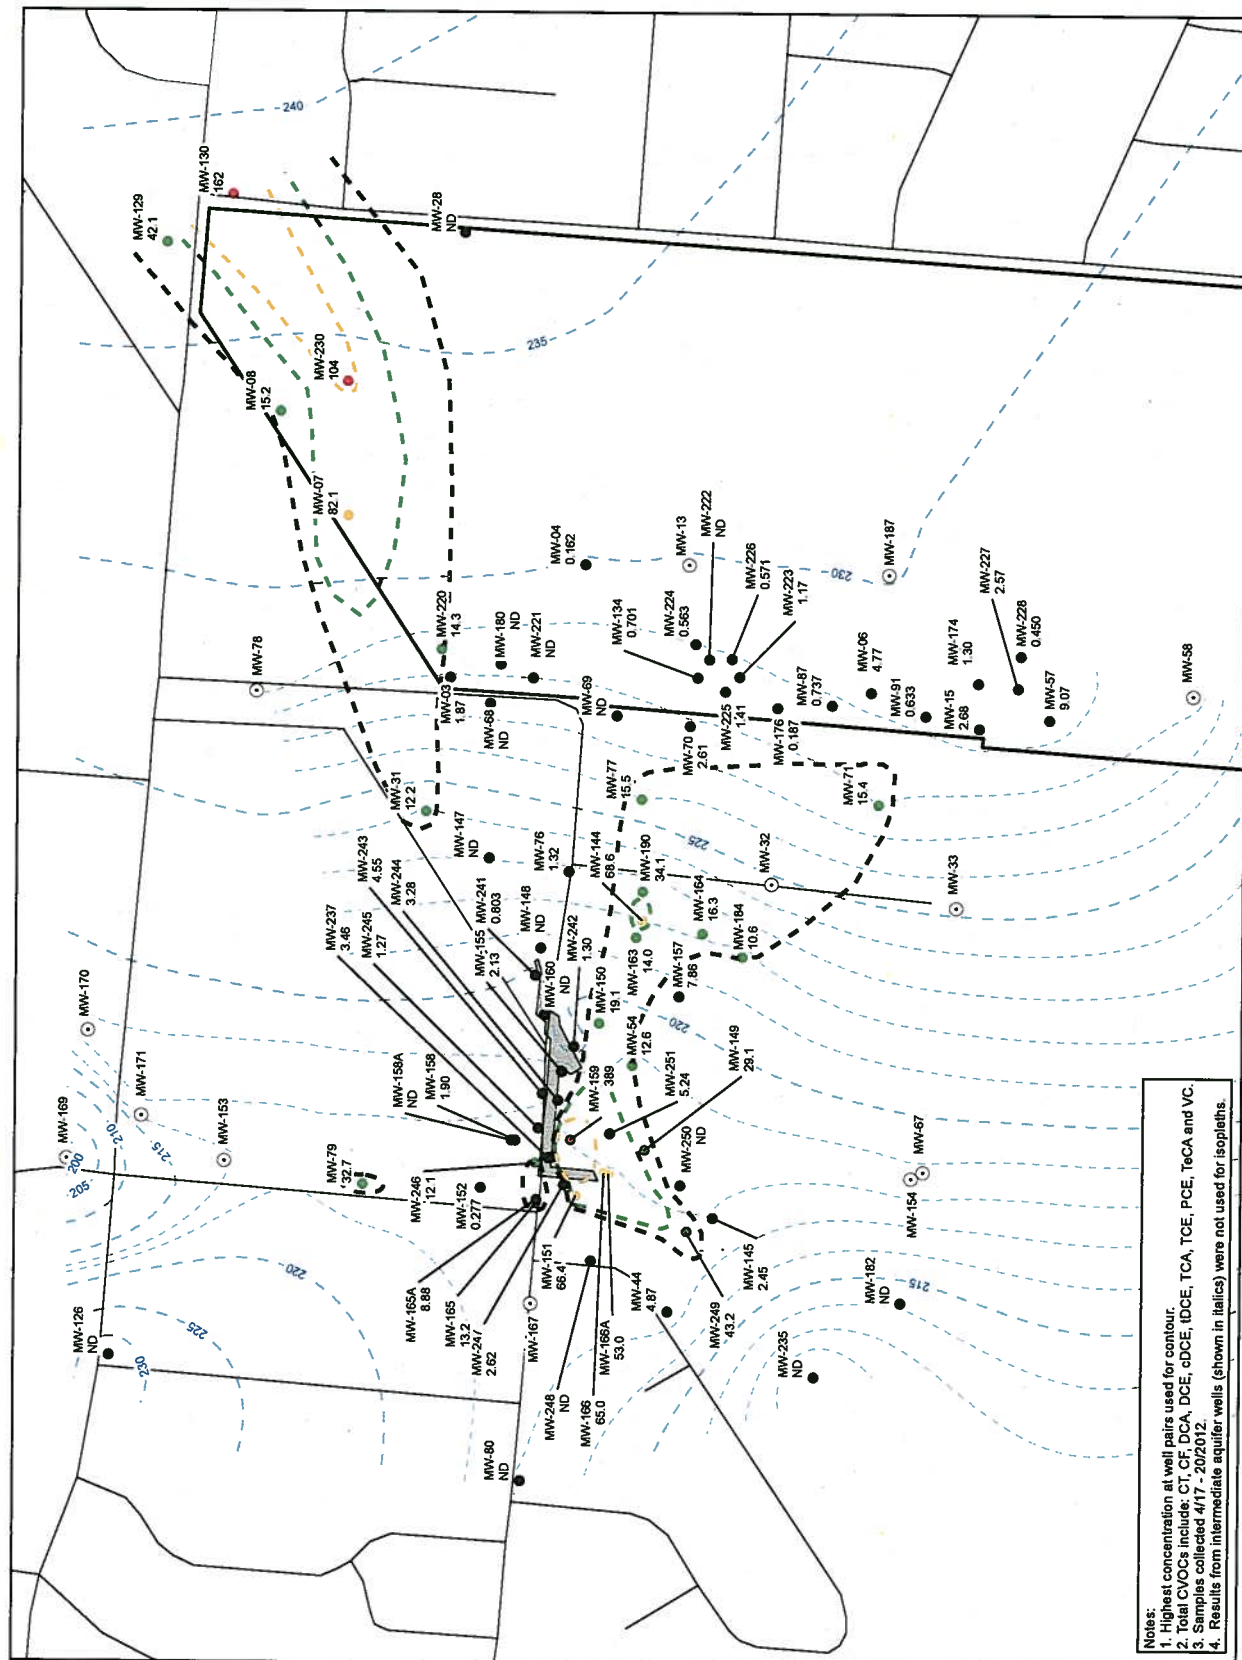 240
MW-130
162
MW-129
42.1
MW-28
ND
235
MW-230
104
MW-08
15.2
MW-07
82.1
MW-04
0.162
MW-13
MW-222
ND
230
MW-187
MW-226
0.571
MW-223
1.17
MW-227
2.57
MW-220
14.3
MW-180
ND
MW-221
ND
MW-134
0.701
MW-224
0.563
MW-78
MW-03
1.87
MW-68
ND
MW-69
ND
MW-70
2.61
MW-225
1.41
MW-176
0.187
MW-87
0.737
MW-06
4.77
MW-91
0.633
MW-174
1.30
MW-15
2.68
MW-228
0.450
MW-57
9.07
MW-58
MW-31
12.2
MW-77
15.5
MW-71
15.4
225
MW-147
ND
MW-76
1.32
MW-144
68.6
MW-190
34.1
MW-32
MW-33
MW-164
16.3
MW-184
10.6
MW-243
4.55
MW-244
3.28
MW-241
0.803
MW-148
ND
MW-237
3.46
MW-245
1.27
MW-155
2.13
MW-160
ND
MW-242
1.30
MW-163
14.0
MW-157
7.86
MW-150
19.1
MW-54
12.6
220
MW-170
MW-171
MW-169
MW-153
210
215
200
205
MW-158A
ND
MW-158
1.90
MW-159
389
MW-251
5.24
MW-149
29.1
MW-250
ND
MW-79
32.7
MW-246
12.1
MW-152
0.277
MW-67
MW-154
MW-151
66.4
MW-145
2.45
MW-165A
8.88
MW-165
13.2
MW-247
2.62
MW-167
MW-44
4.87
MW-249
43.2
MW-182
ND
215
220
MW-126
ND
225
230
MW-248
ND
MW-166
65.0
MW-166A
53.0
MW-235
ND
MW-80
ND
Notes:
1. Highest concentration at well pairs used for contour.
2. Total CVOCs include: CT, CF, DCA, DCE, cDCE, tDCE, TCA, TCE, PCE, TeCA and VC.
3. Samples collected 4/17 - 20/2012.
4. Results from intermediate aquifer wells (shown in italics) were not used for isopleths.